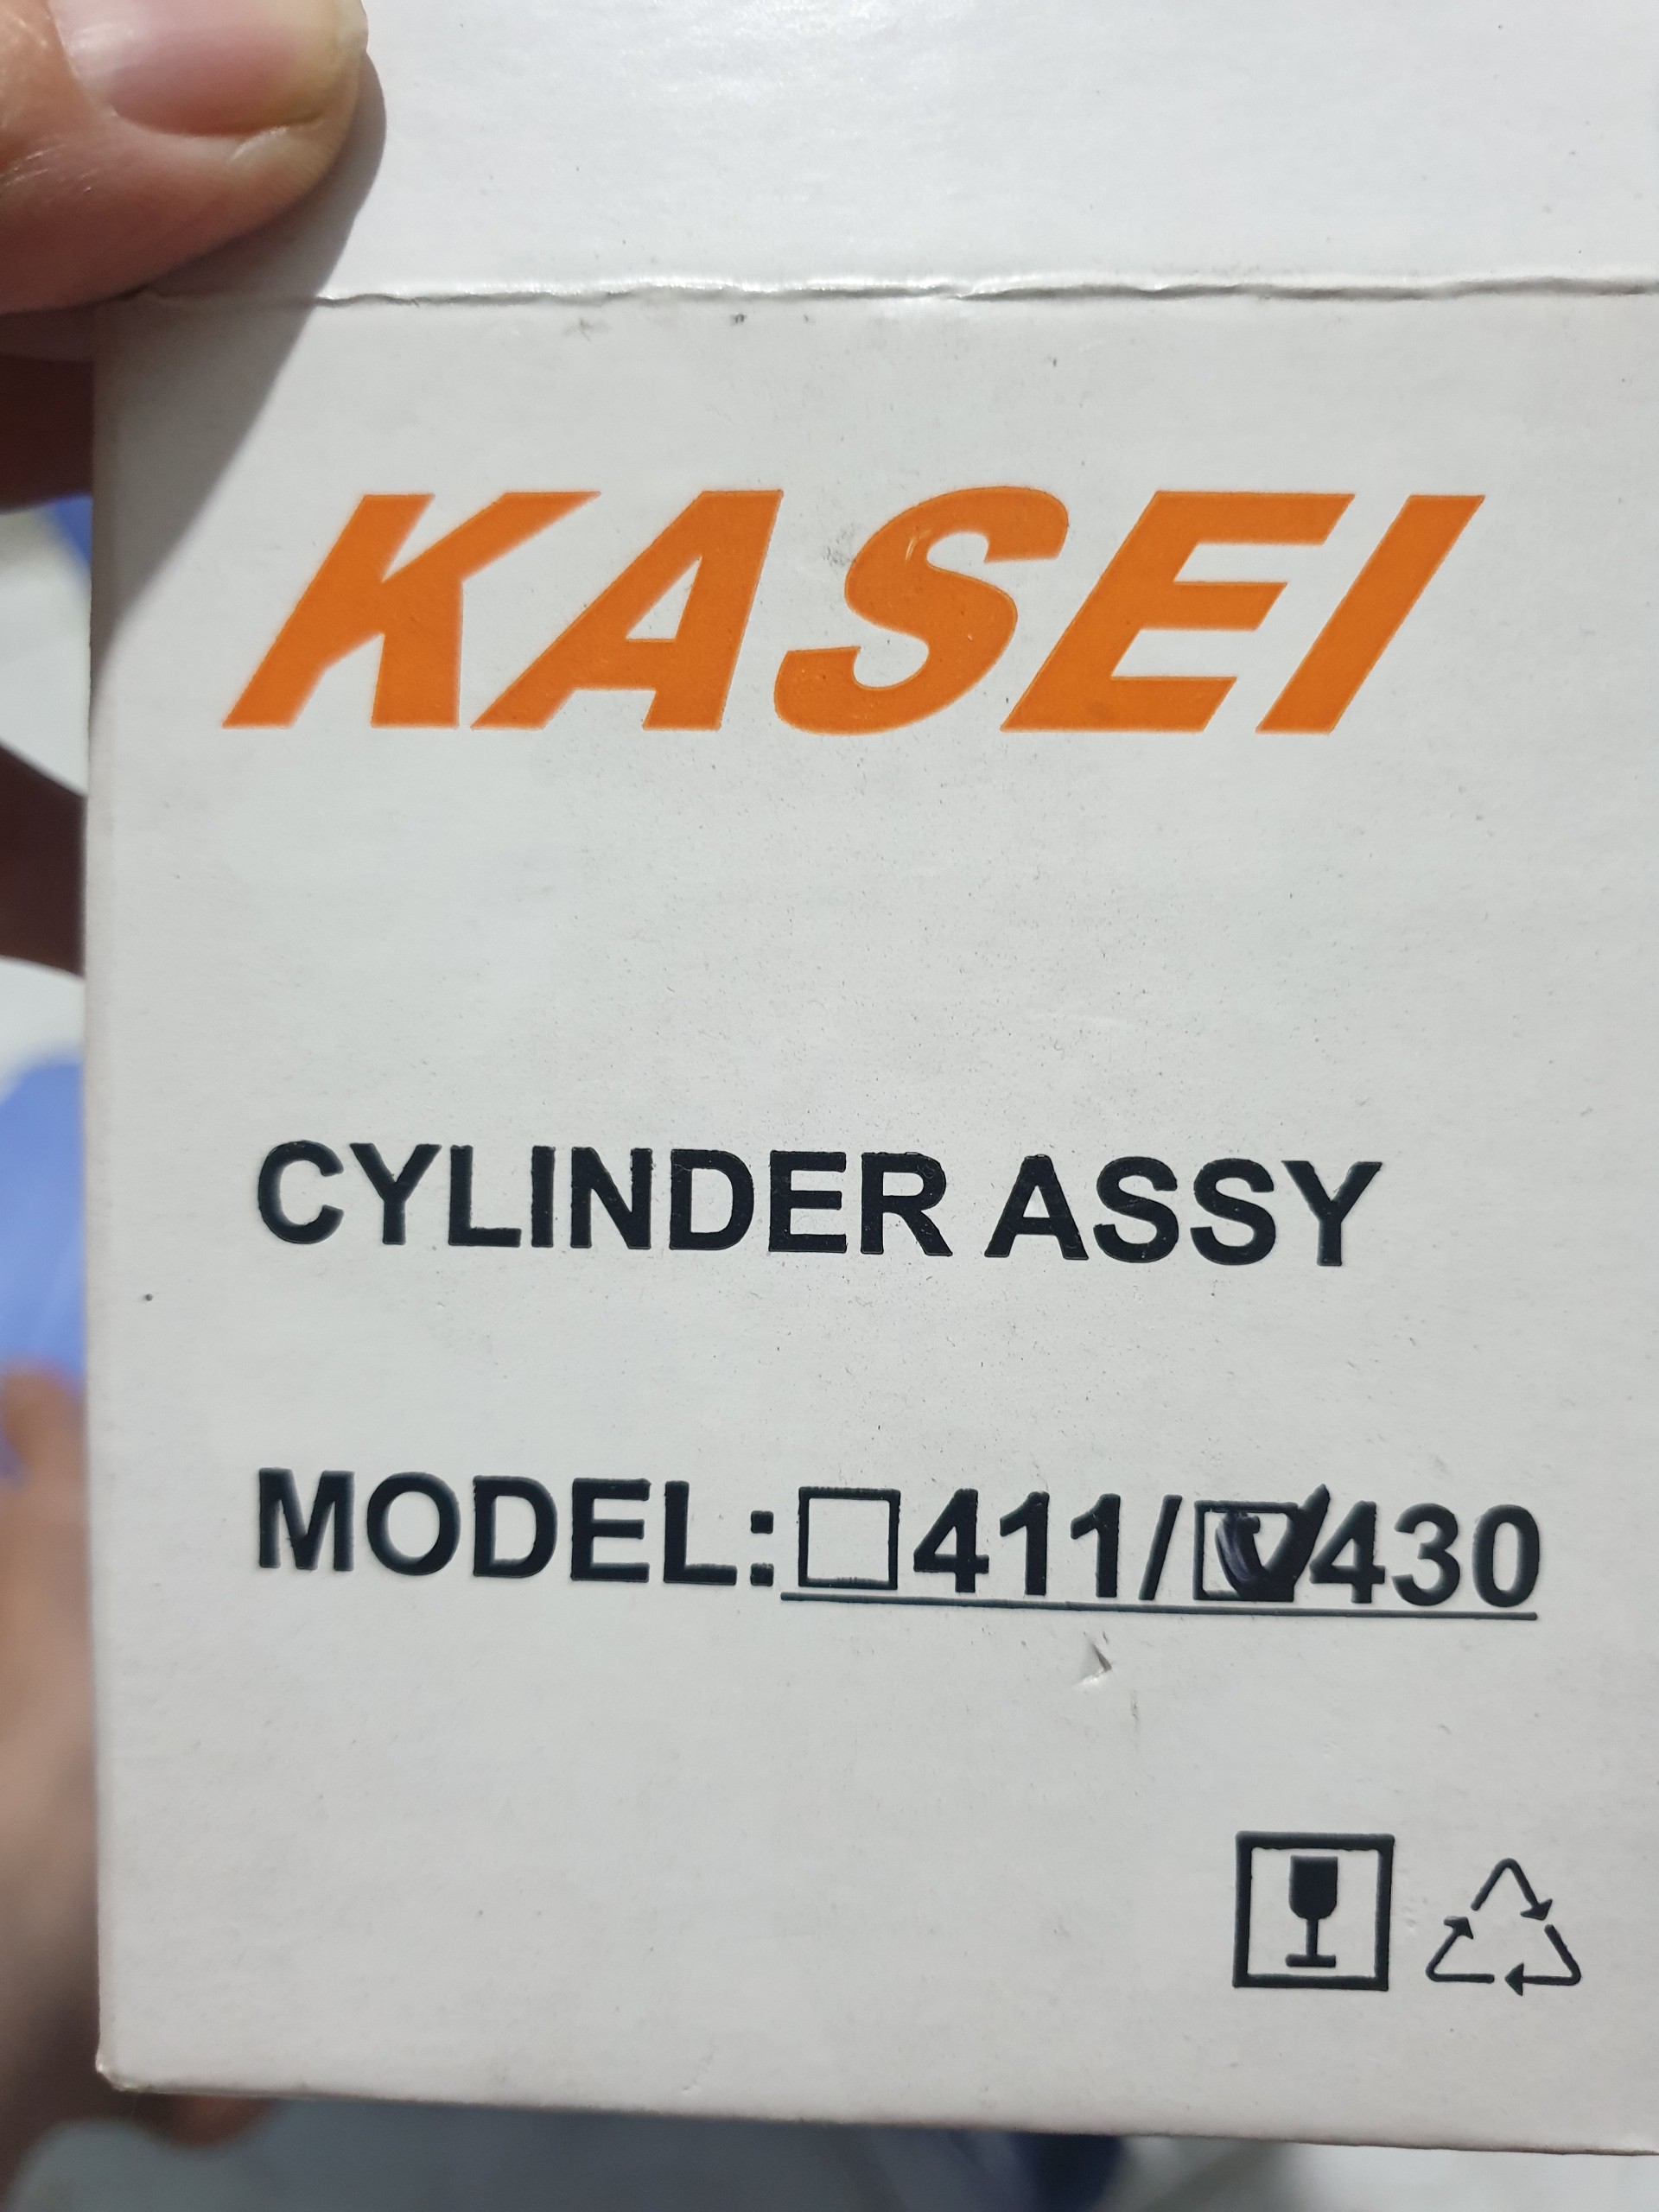 KASEI
CYLINDER ASSY
MODEL:☐411/☑430